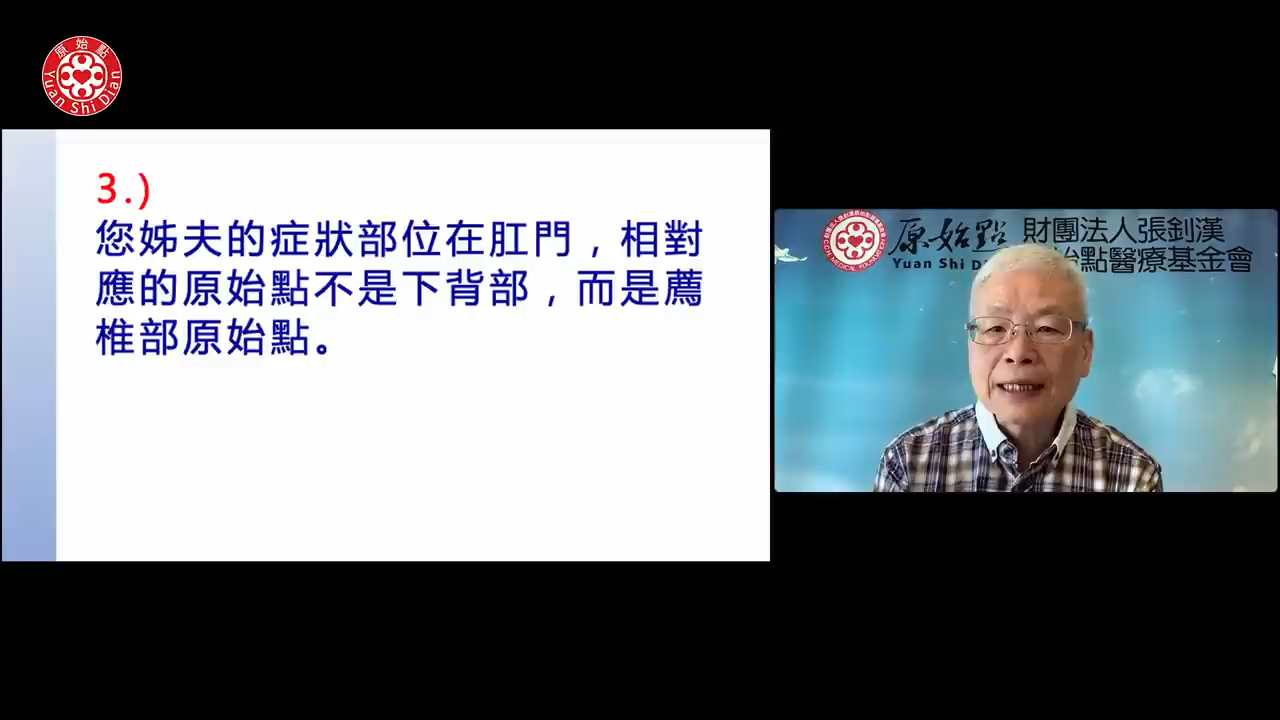 原始點
Yuan Shi Dian
3.)
您姊夫的症狀部位在肛門，相對
應的原始點不是下背部，而是薦
椎部原始點。
原始點
Yuan Shi D
財團法人張釗漢
始點醫療基金會